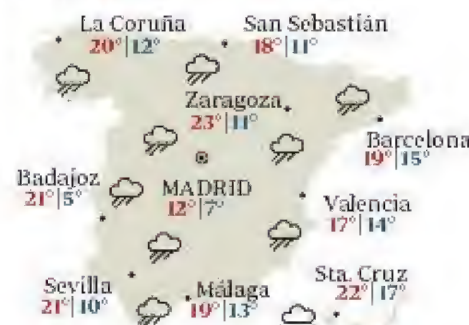 La Coruña
20°|12°
San Sebastián
18°|11°
Zaragoza
23°|11°
Barcelona
19°|15°
Badajoz
21°|5°
MADRID
12°|7°
Valencia
17°|14°
Sevilla
21°|10°
Málaga
19°|13°
Sta. Cruz
22°|17°